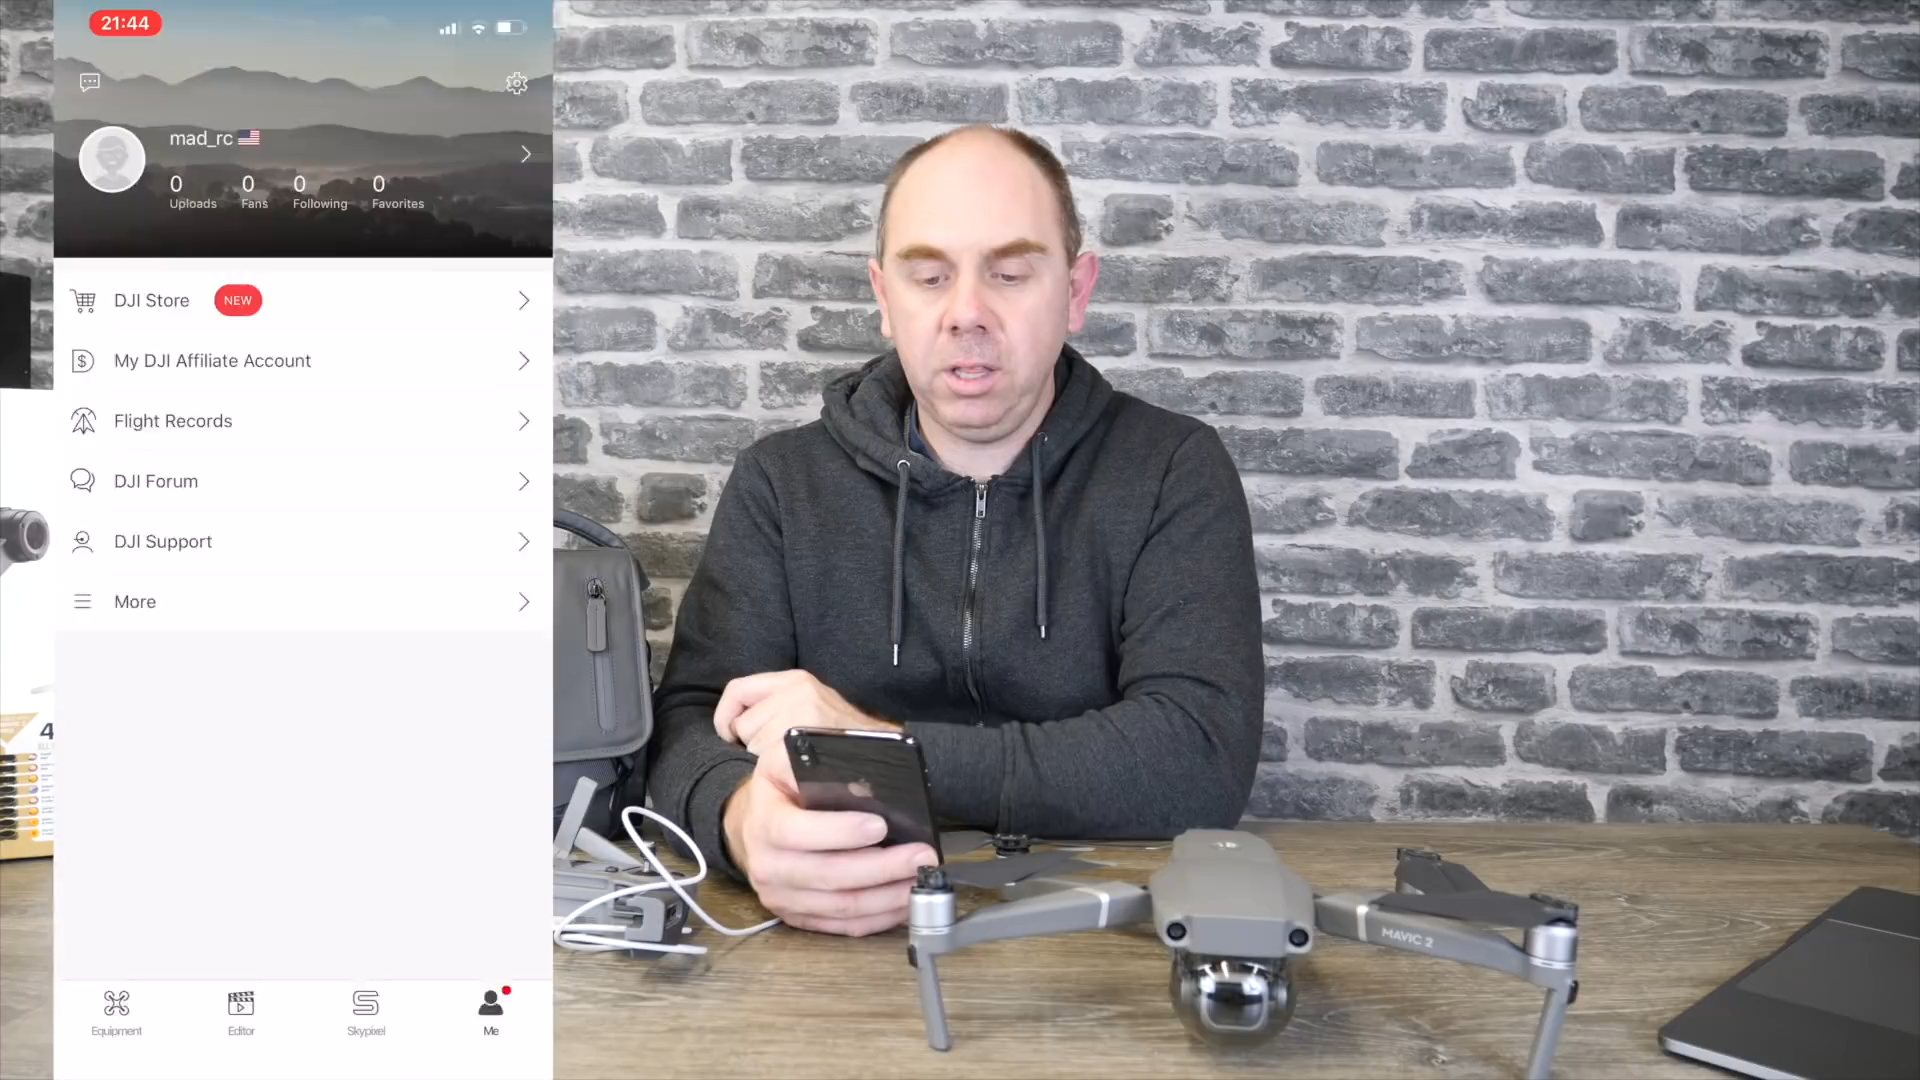 21:44
mad_rc
0 0 0 0
Uploads Fans Following Favorites
DJI Store NEW
My DJI Affiliate Account
Flight Records
DJI Forum
DJI Support
More
Equipment Editor Skypixel Me
MAVIC 2
4